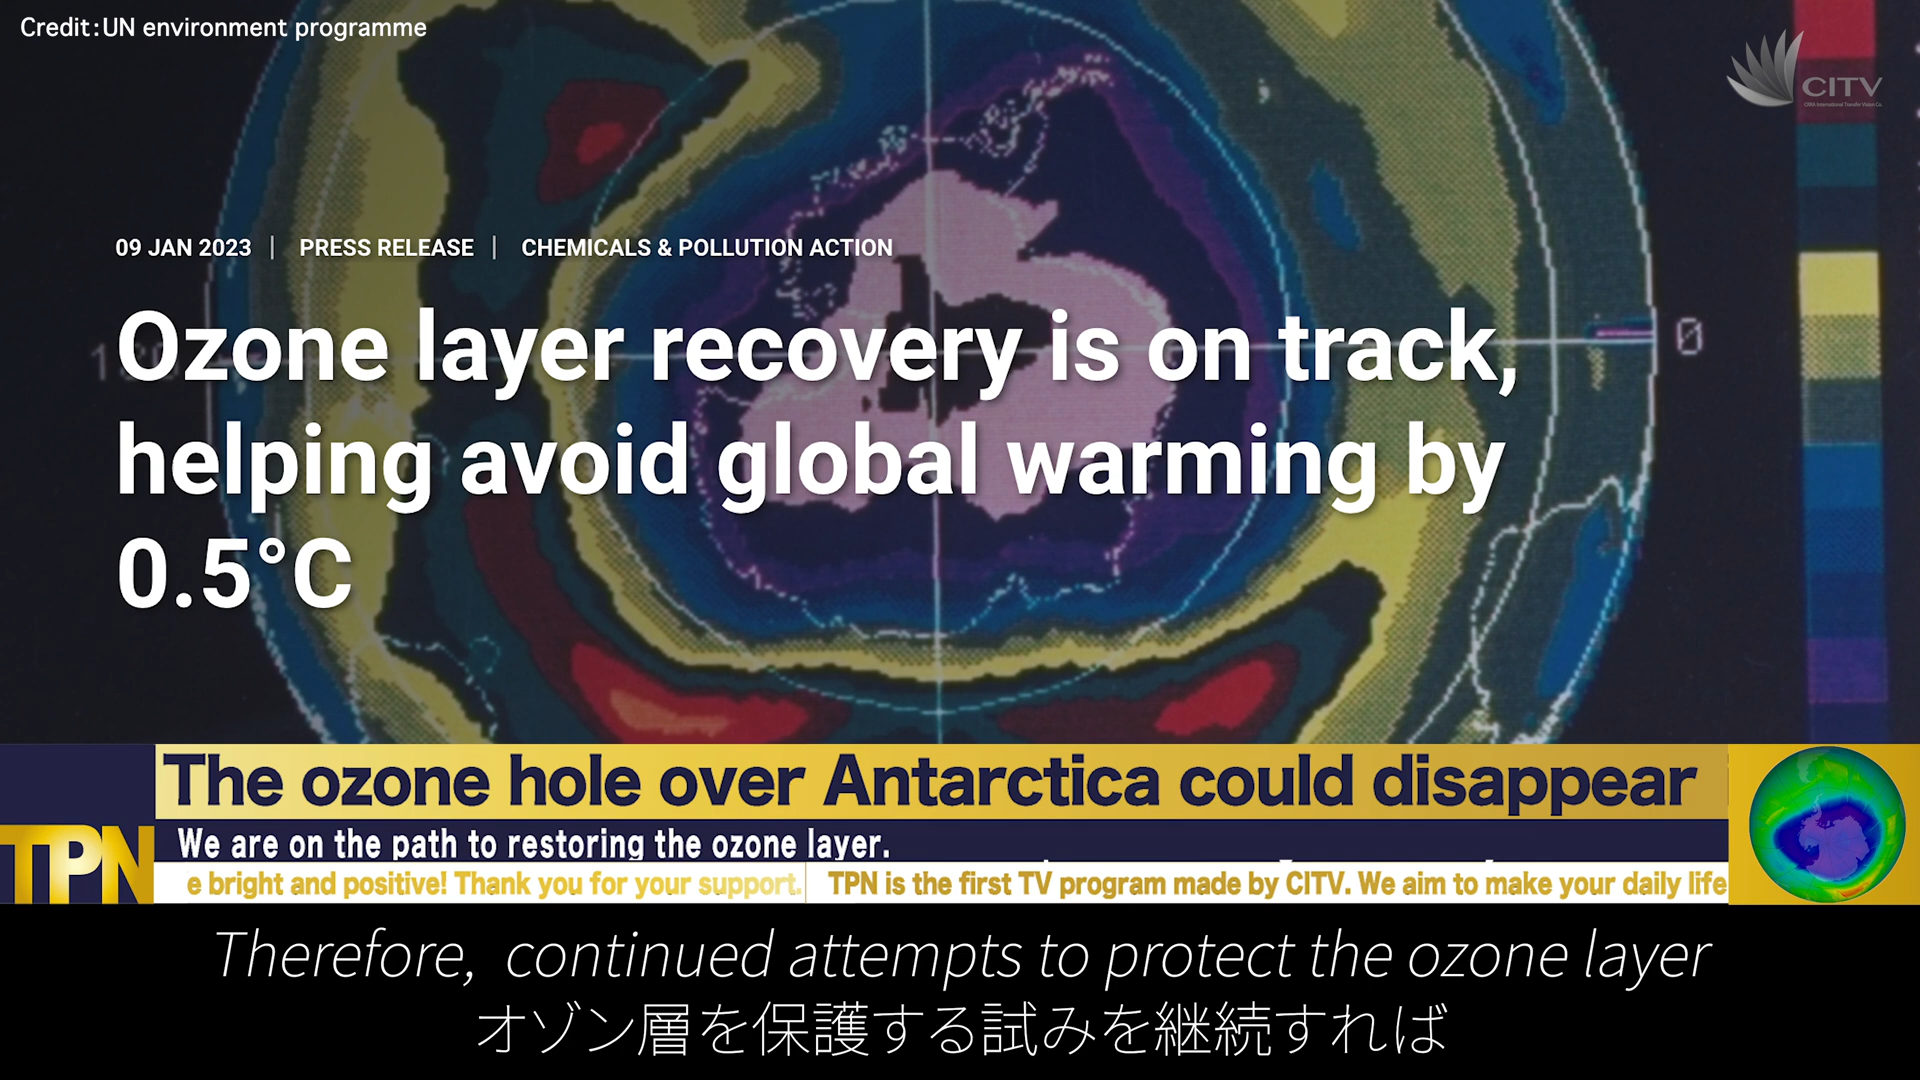 Credit:UN environment programme
CITV
09 JAN 2023 | PRESS RELEASE | CHEMICALS & POLLUTION ACTION
Ozone layer recovery is on track,
helping avoid global warming by
0.5°C
0
The ozone hole over Antarctica could disappear
We are on the path to restoring the ozone layer.
TPN
e bright and positive! Thank you for your support.
TPN is the first TV program made by CITV. We aim to make your daily life
Therefore, continued attempts to protect the ozone layer
オゾン層を保護する試みを継続すれば